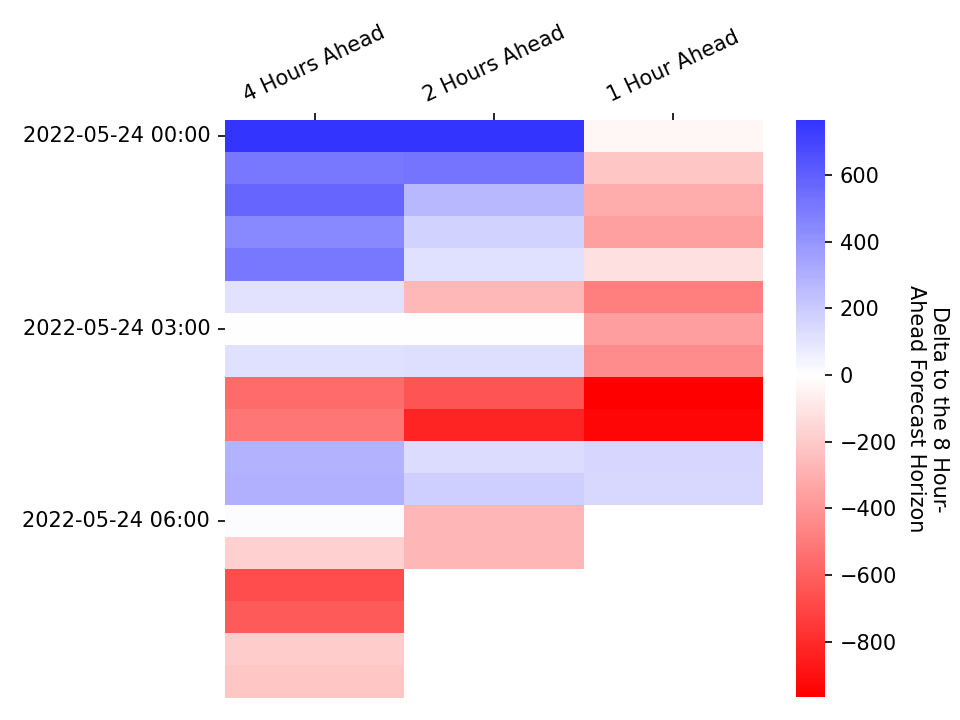 4 Hours Ahead
2 Hours Ahead
1 Hour Ahead
2022-05-24 00:00
2022-05-24 03:00
2022-05-24 06:00
600
400
200
0
−200
−400
−600
−800
Delta to the 8 Hour-
Ahead Forecast Horizon